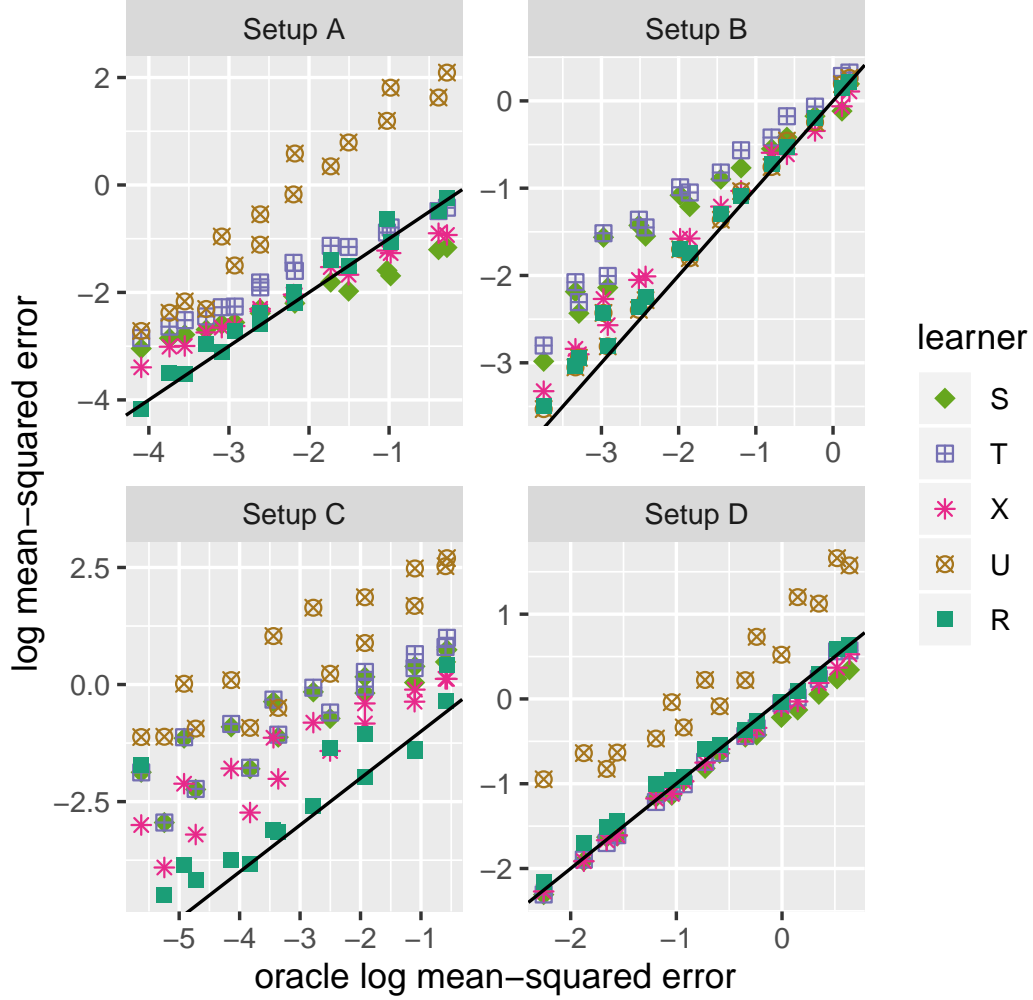 Setup A
Setup B
2
0
−2
−4
0
−1
−2
−3
−4
−3
−2
−1
−3
−2
−1
0
Setup C
Setup D
2.5
0.0
−2.5
1
0
−1
−2
−5
−4
−3
−2
−1
−2
−1
0
log mean−squared error
oracle log mean−squared error
learner
S
T
X
U
R